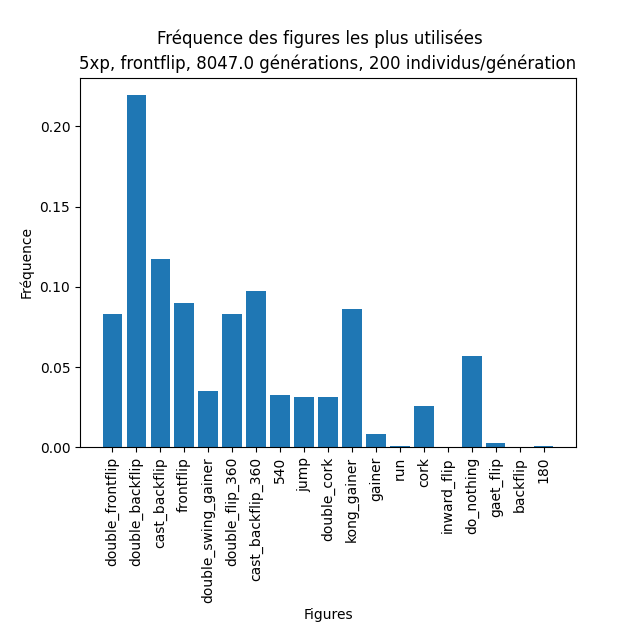 Fréquence des figures les plus utilisées
5xp, frontflip, 8047.0 générations, 200 individus/génération
Fréquence
0.20
0.15
0.10
0.05
0.00
double_frontflip
double_backflip
cast_backflip
frontflip
double_swing_gainer
double_flip_360
cast_backflip_360
540
jump
double_cork
kong_gainer
gainer
run
cork
inward_flip
do_nothing
gaet_flip
backflip
180
Figures